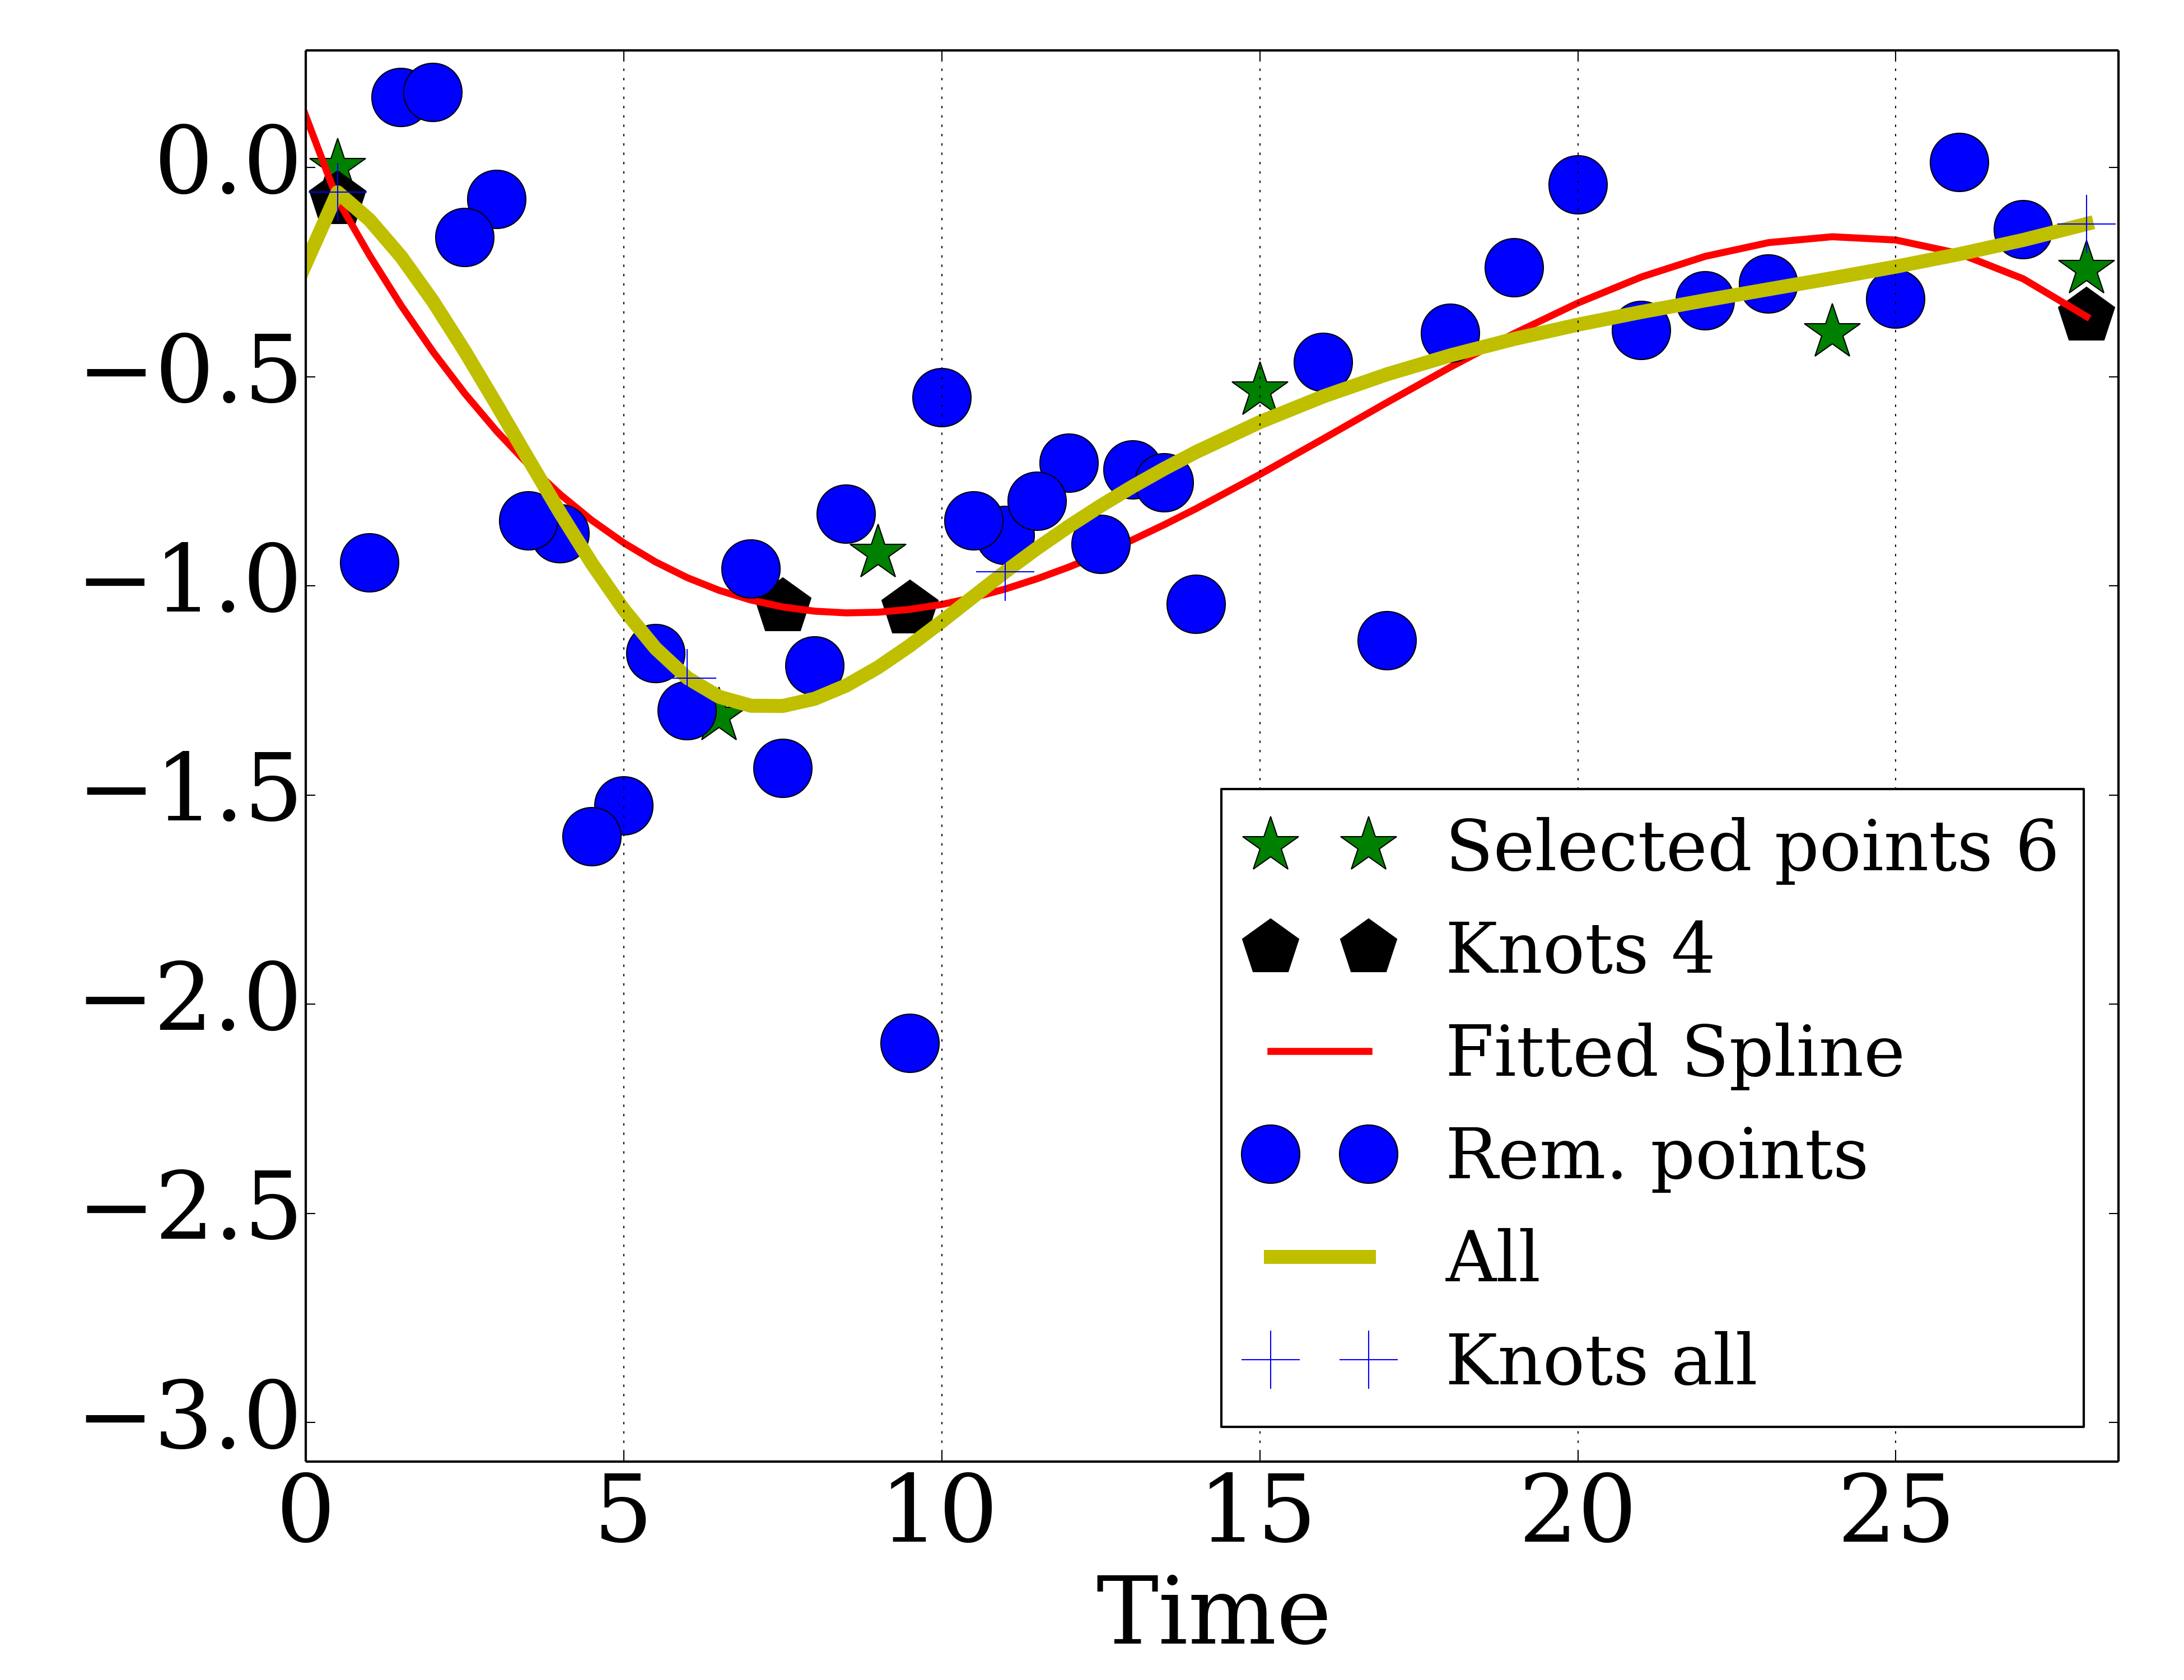 0.0
−0.5
−1.0
−1.5
−2.0
−2.5
−3.0
0 5 10 15 20 25
Time
Selected points 6
Knots 4
Fitted Spline
Rem. points
All
Knots all